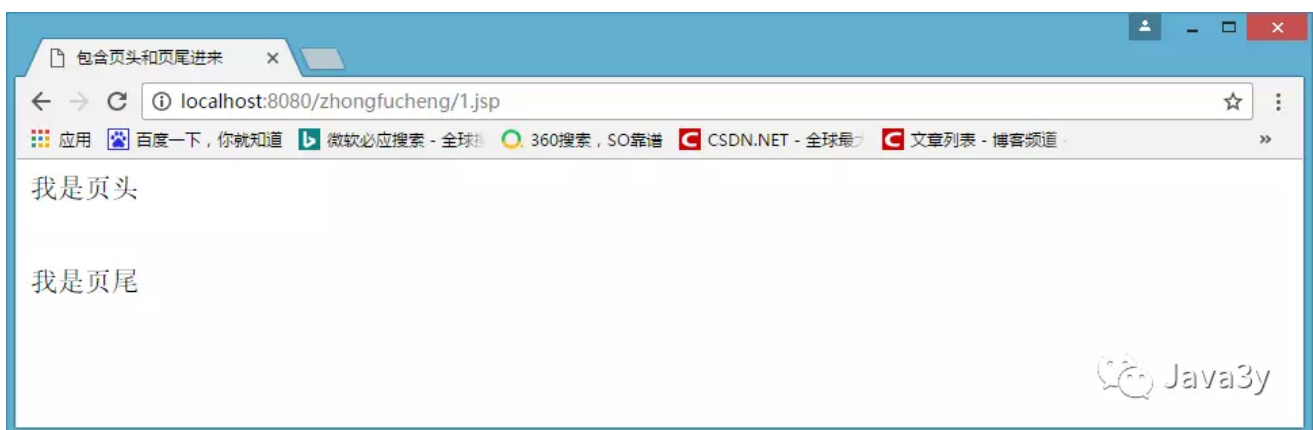 包含页头和页尾进来
localhost:8080/zhongfucheng/1.jsp
应用 百度一下，你就知道 微软必应搜索 - 全球 360搜索，SO靠谱 CSDN.NET - 全球最 文章列表 - 博客频道 -
我是页头
我是页尾
Java3y